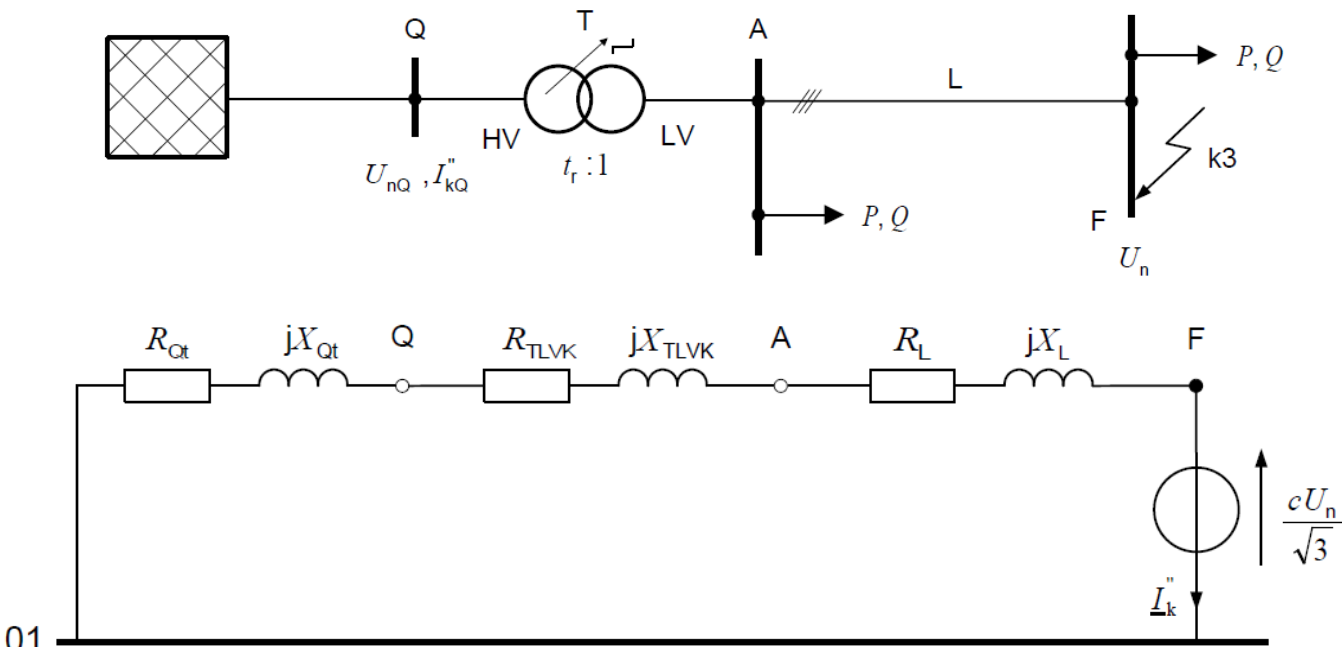 Q T A
HV LV
U_nQ , I"_kQ t_r : 1
P, Q
L
P, Q
k3
F
U_n
R_Qt jX_Qt Q R_TLVK jX_TLVK A R_L jX_L F
cU_n
√3
I"_k
01